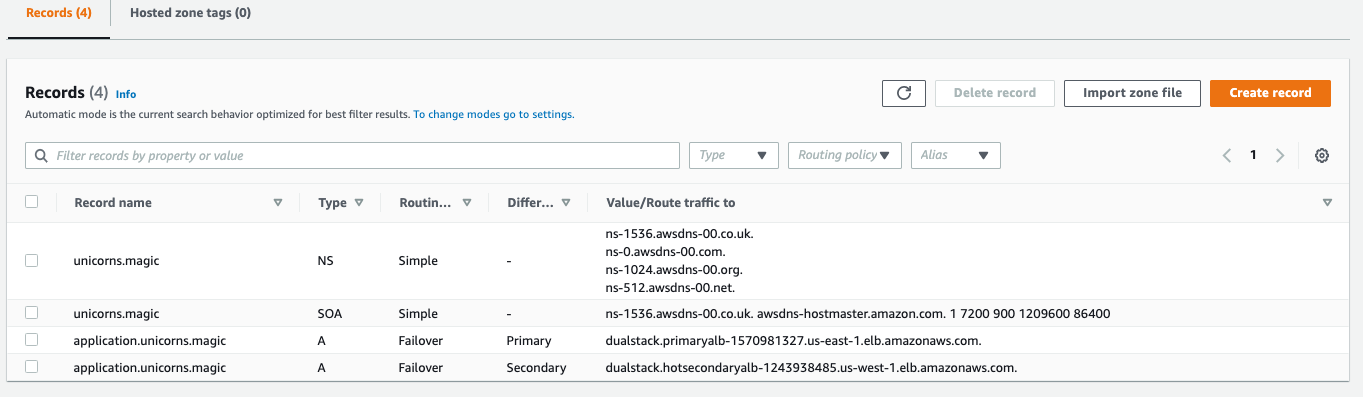 Records (4) Hosted zone tags (0)
Records (4) Info
Delete record Import zone file Create record
Automatic mode is the current search behavior optimized for best filter results. To change modes go to settings.
Filter records by property or value Type Routing policy Alias 1
Record name Type Routin... Differ... Value/Route traffic to
unicorns.magic NS Simple - ns-1536.awsdns-00.co.uk.
ns-0.awsdns-00.com.
ns-1024.awsdns-00.org.
ns-512.awsdns-00.net.
unicorns.magic SOA Simple - ns-1536.awsdns-00.co.uk. awsdns-hostmaster.amazon.com. 1 7200 900 1209600 86400
application.unicorns.magic A Failover Primary dualstack.primaryalb-1570981327.us-east-1.elb.amazonaws.com.
application.unicorns.magic A Failover Secondary dualstack.hotsecondaryalb-1243938485.us-west-1.elb.amazonaws.com.